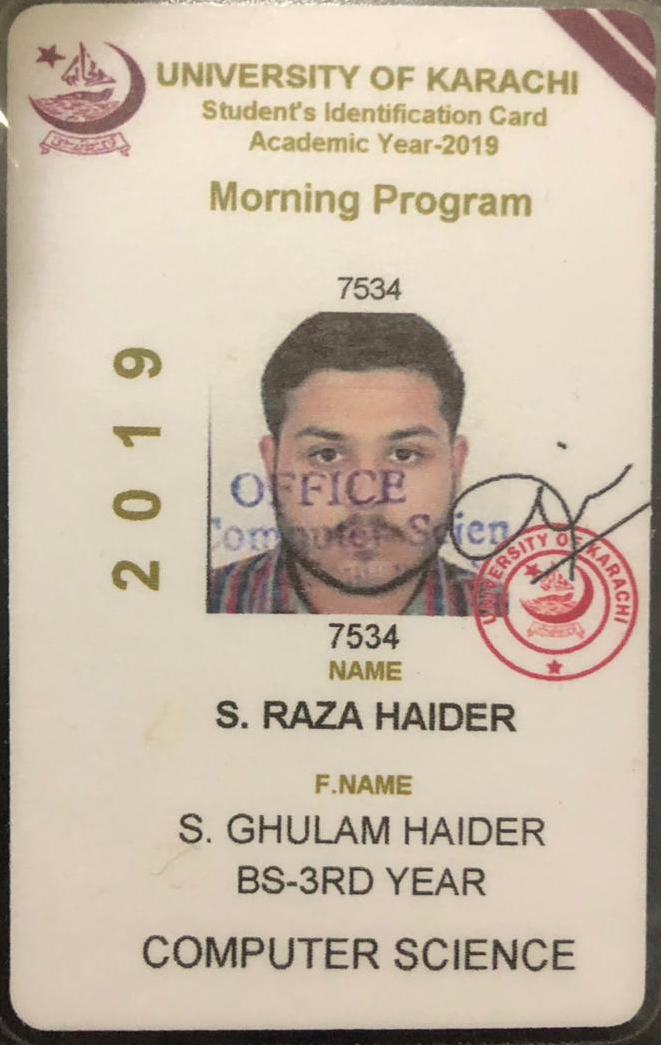 UNIVERSITY OF KARACHI
Student's Identification Card
Academic Year-2019
Morning Program
7534
2019
OFFICE
Computer Scien
UNIVERSITY OF KARACHI
7534
NAME
S. RAZA HAIDER
F.NAME
S. GHULAM HAIDER
BS-3RD YEAR
COMPUTER SCIENCE